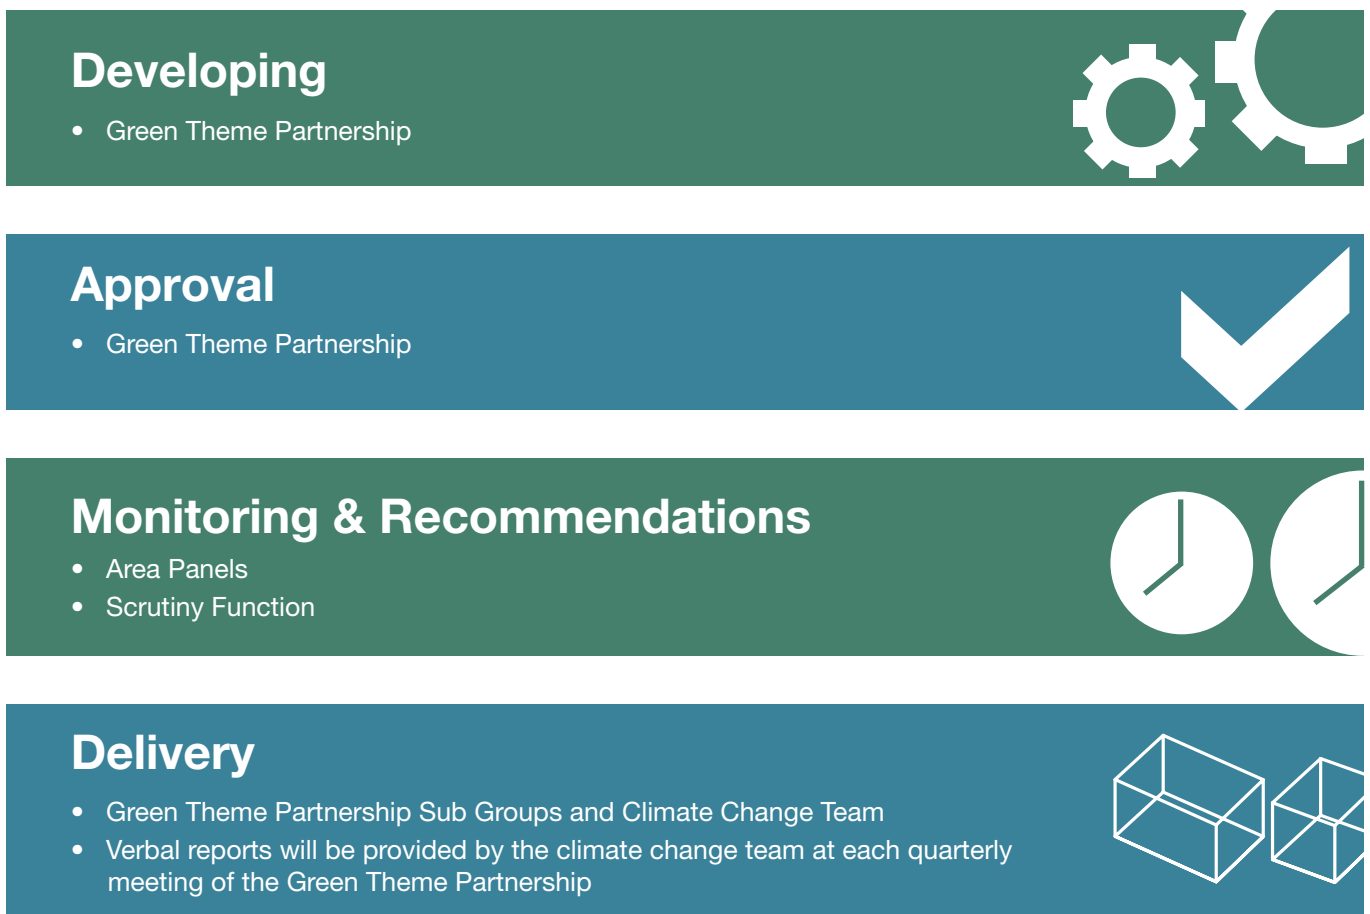 Developing
• Green Theme Partnership
Approval
• Green Theme Partnership
Monitoring & Recommendations
• Area Panels
• Scrutiny Function
Delivery
• Green Theme Partnership Sub Groups and Climate Change Team
• Verbal reports will be provided by the climate change team at each quarterly
meeting of the Green Theme Partnership